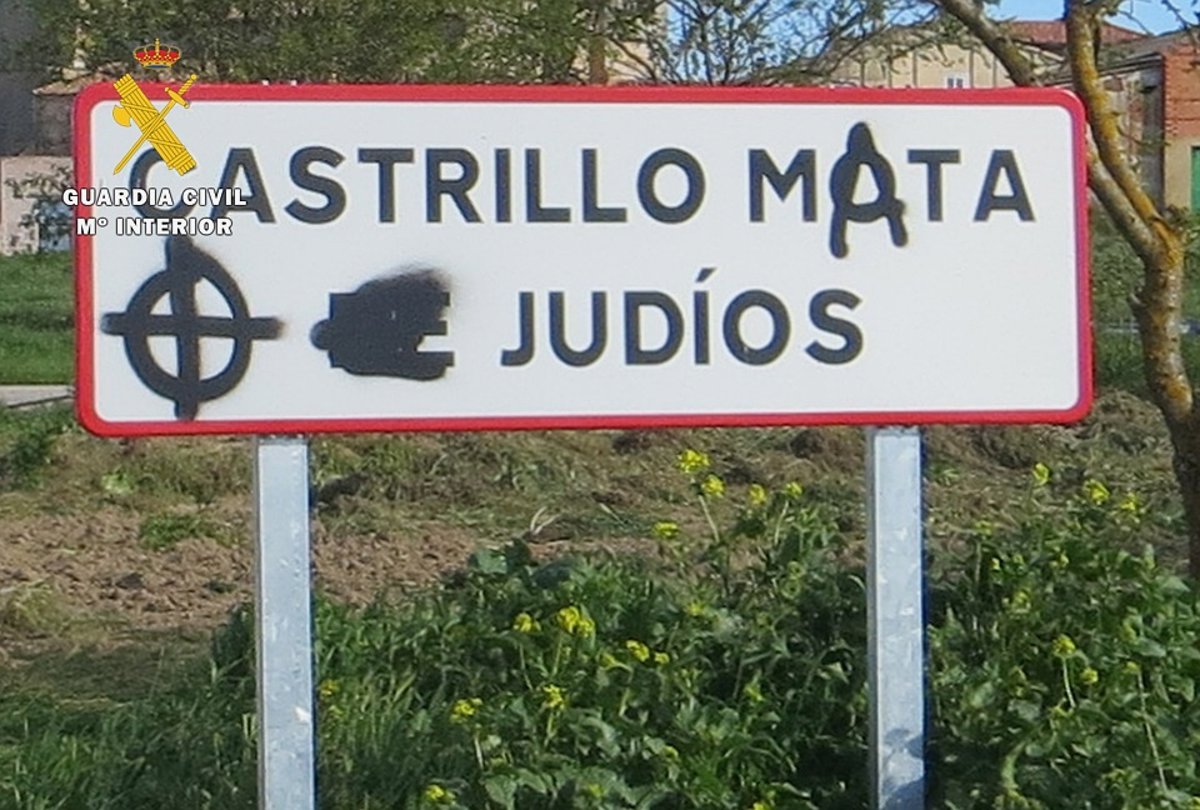 GUARDIA CIVIL
Mº INTERIOR
CASTRILLO MATA
JUDÍOS